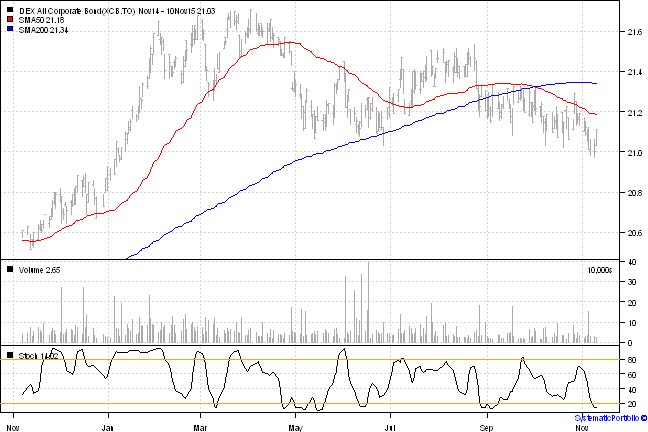 DEX All Corporate Bond(XCB.TO) Nov14 - 10Nov15 21.03
SMA50 21.18
SMA200 21.34
21.6
21.4
21.2
21.0
20.8
20.6
Volume 2.65
10,000s
40
30
20
10
0
Stoch 14.02
80
60
40
20
SystematicPortfolio ©
Nov Jan Mar May Jul Sep Nov